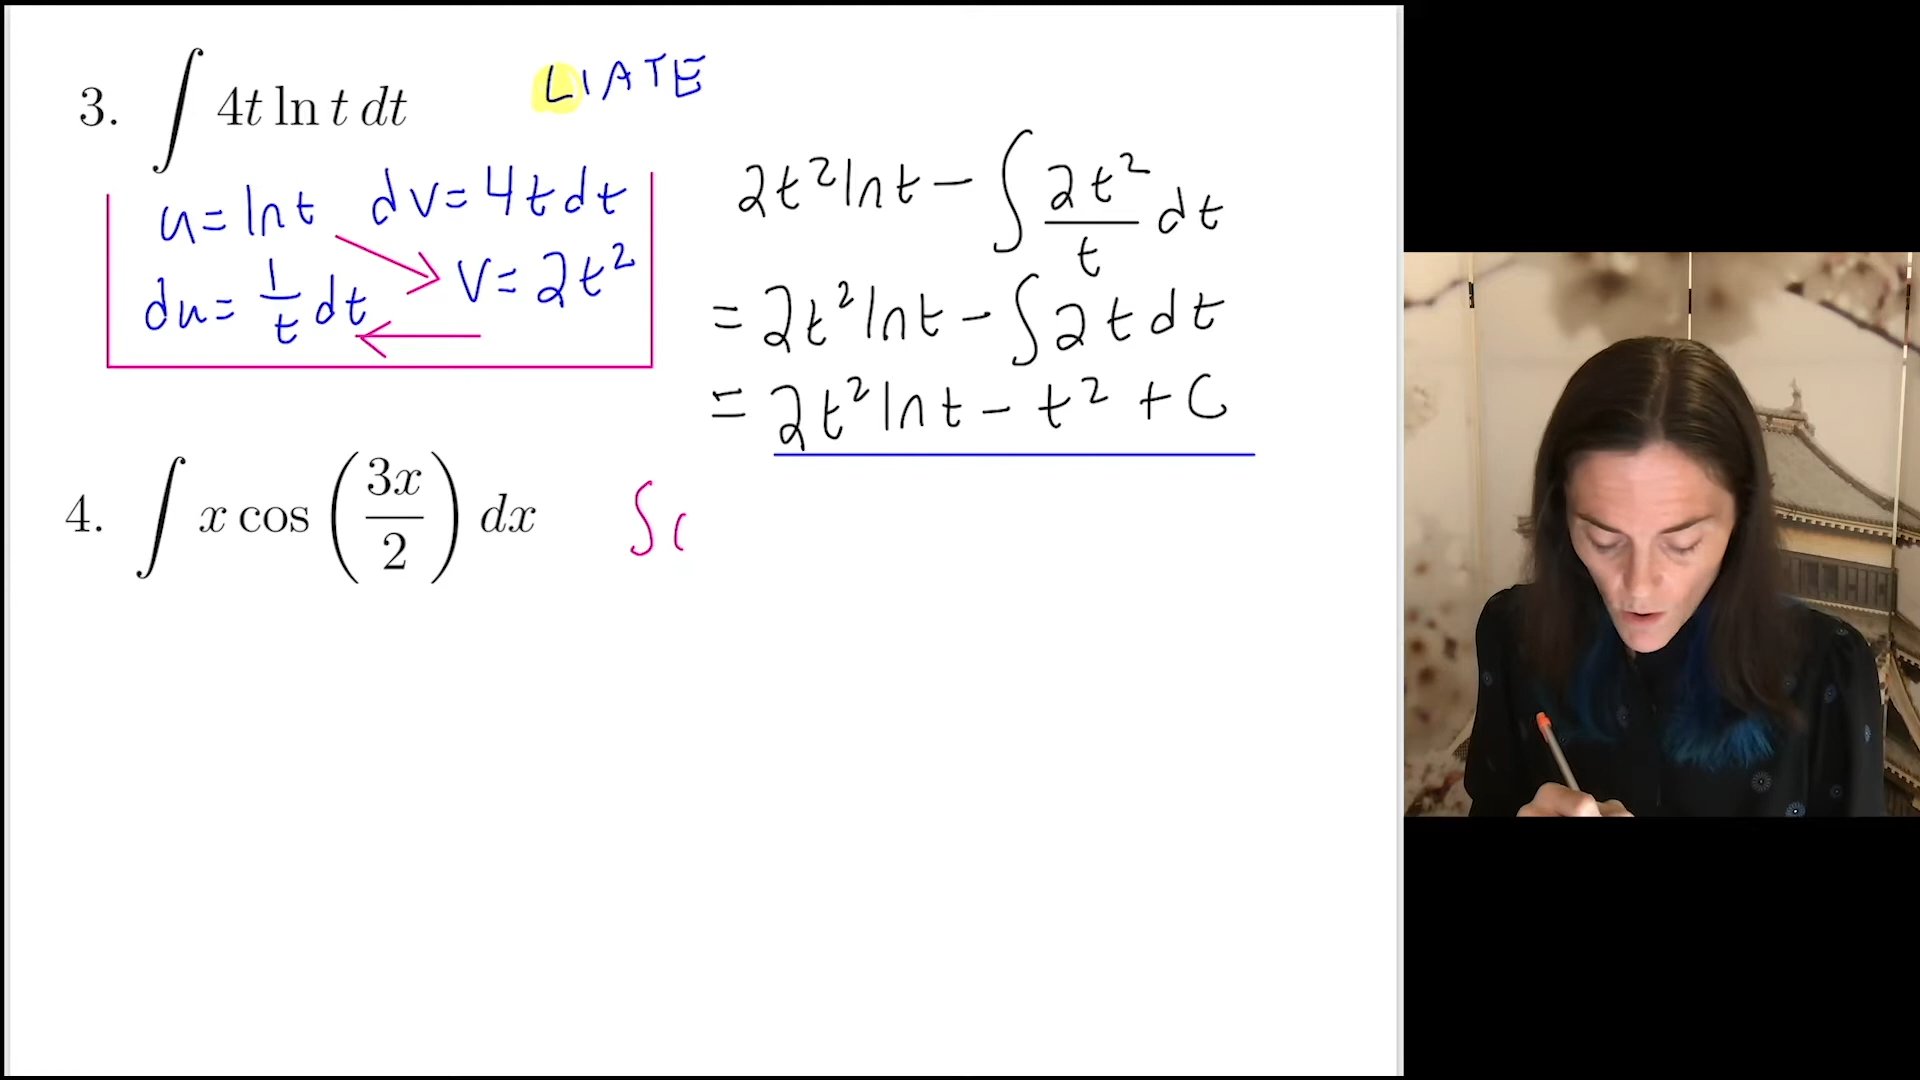 3. ∫ 4t ln t dt
LIATE
u = ln t dv = 4t dt
du = 1/t dt v = 2t²
2t² ln t − ∫ 2t²/t dt
= 2t² ln t − ∫ 2t dt
= 2t² ln t − t² + C
4. ∫ x cos (3x/2) dx
∫ c